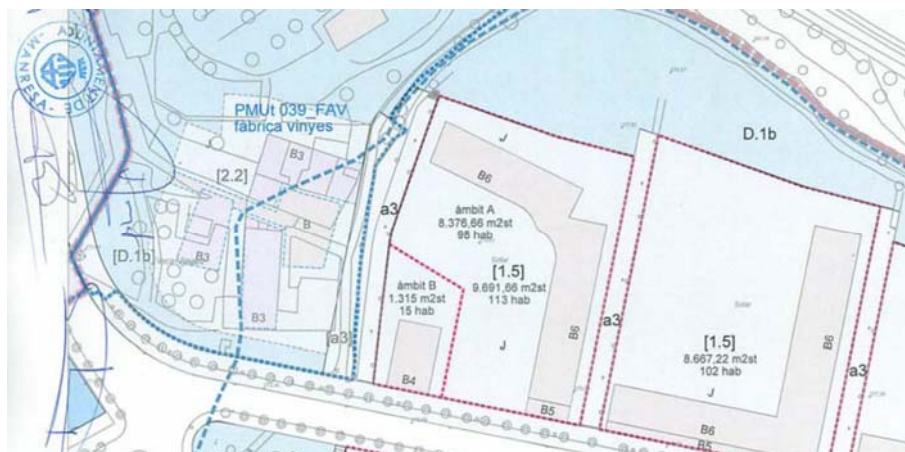 AJUNTAMENT DE MANRESA
PMUt 039_FAV
fàbrica vinyes
J
B3
[2.2]
B
B3
[D.1b]
B3
[a3]
a3
J
B6
àmbit A
8.376,66 m2st
98 hab
Solar
[1.5]
9.691,66 m2st
113 hab
àmbit B
1.315 m2st
15 hab
J
B6
B4
B5
a3
D.1b
Solar
[1.5]
8.667,22 m2st
102 hab
J
B6
B6
B5
a3